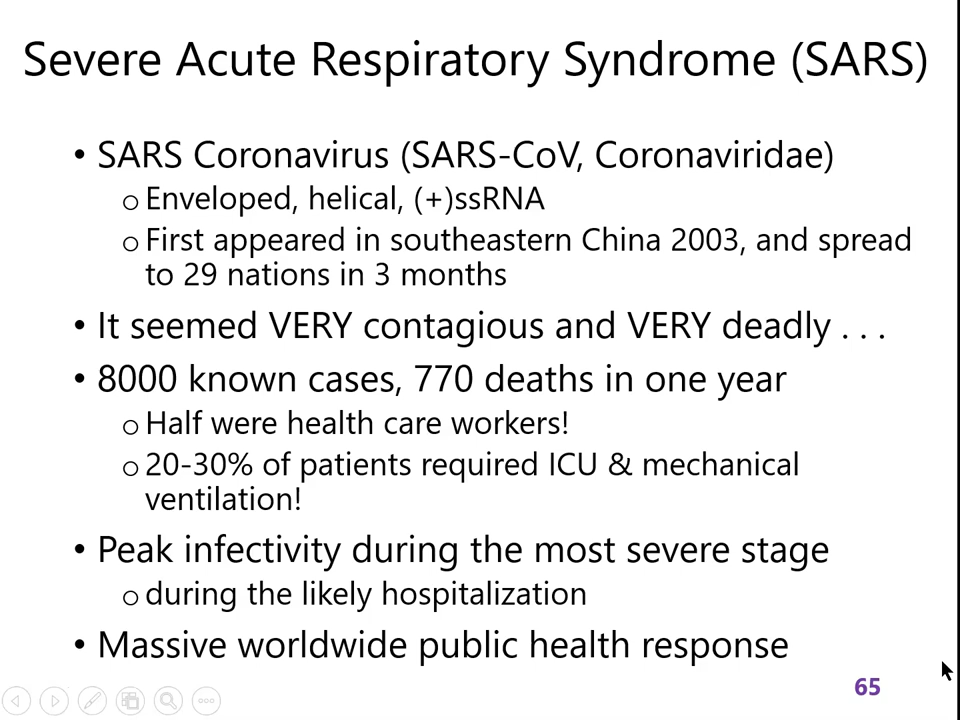 Severe Acute Respiratory Syndrome (SARS)
• SARS Coronavirus (SARS-CoV, Coronaviridae)
o Enveloped, helical, (+)ssRNA
o First appeared in southeastern China 2003, and spread
to 29 nations in 3 months
• It seemed VERY contagious and VERY deadly . . .
• 8000 known cases, 770 deaths in one year
o Half were health care workers!
o 20-30% of patients required ICU & mechanical
ventilation!
• Peak infectivity during the most severe stage
o during the likely hospitalization
• Massive worldwide public health response
65